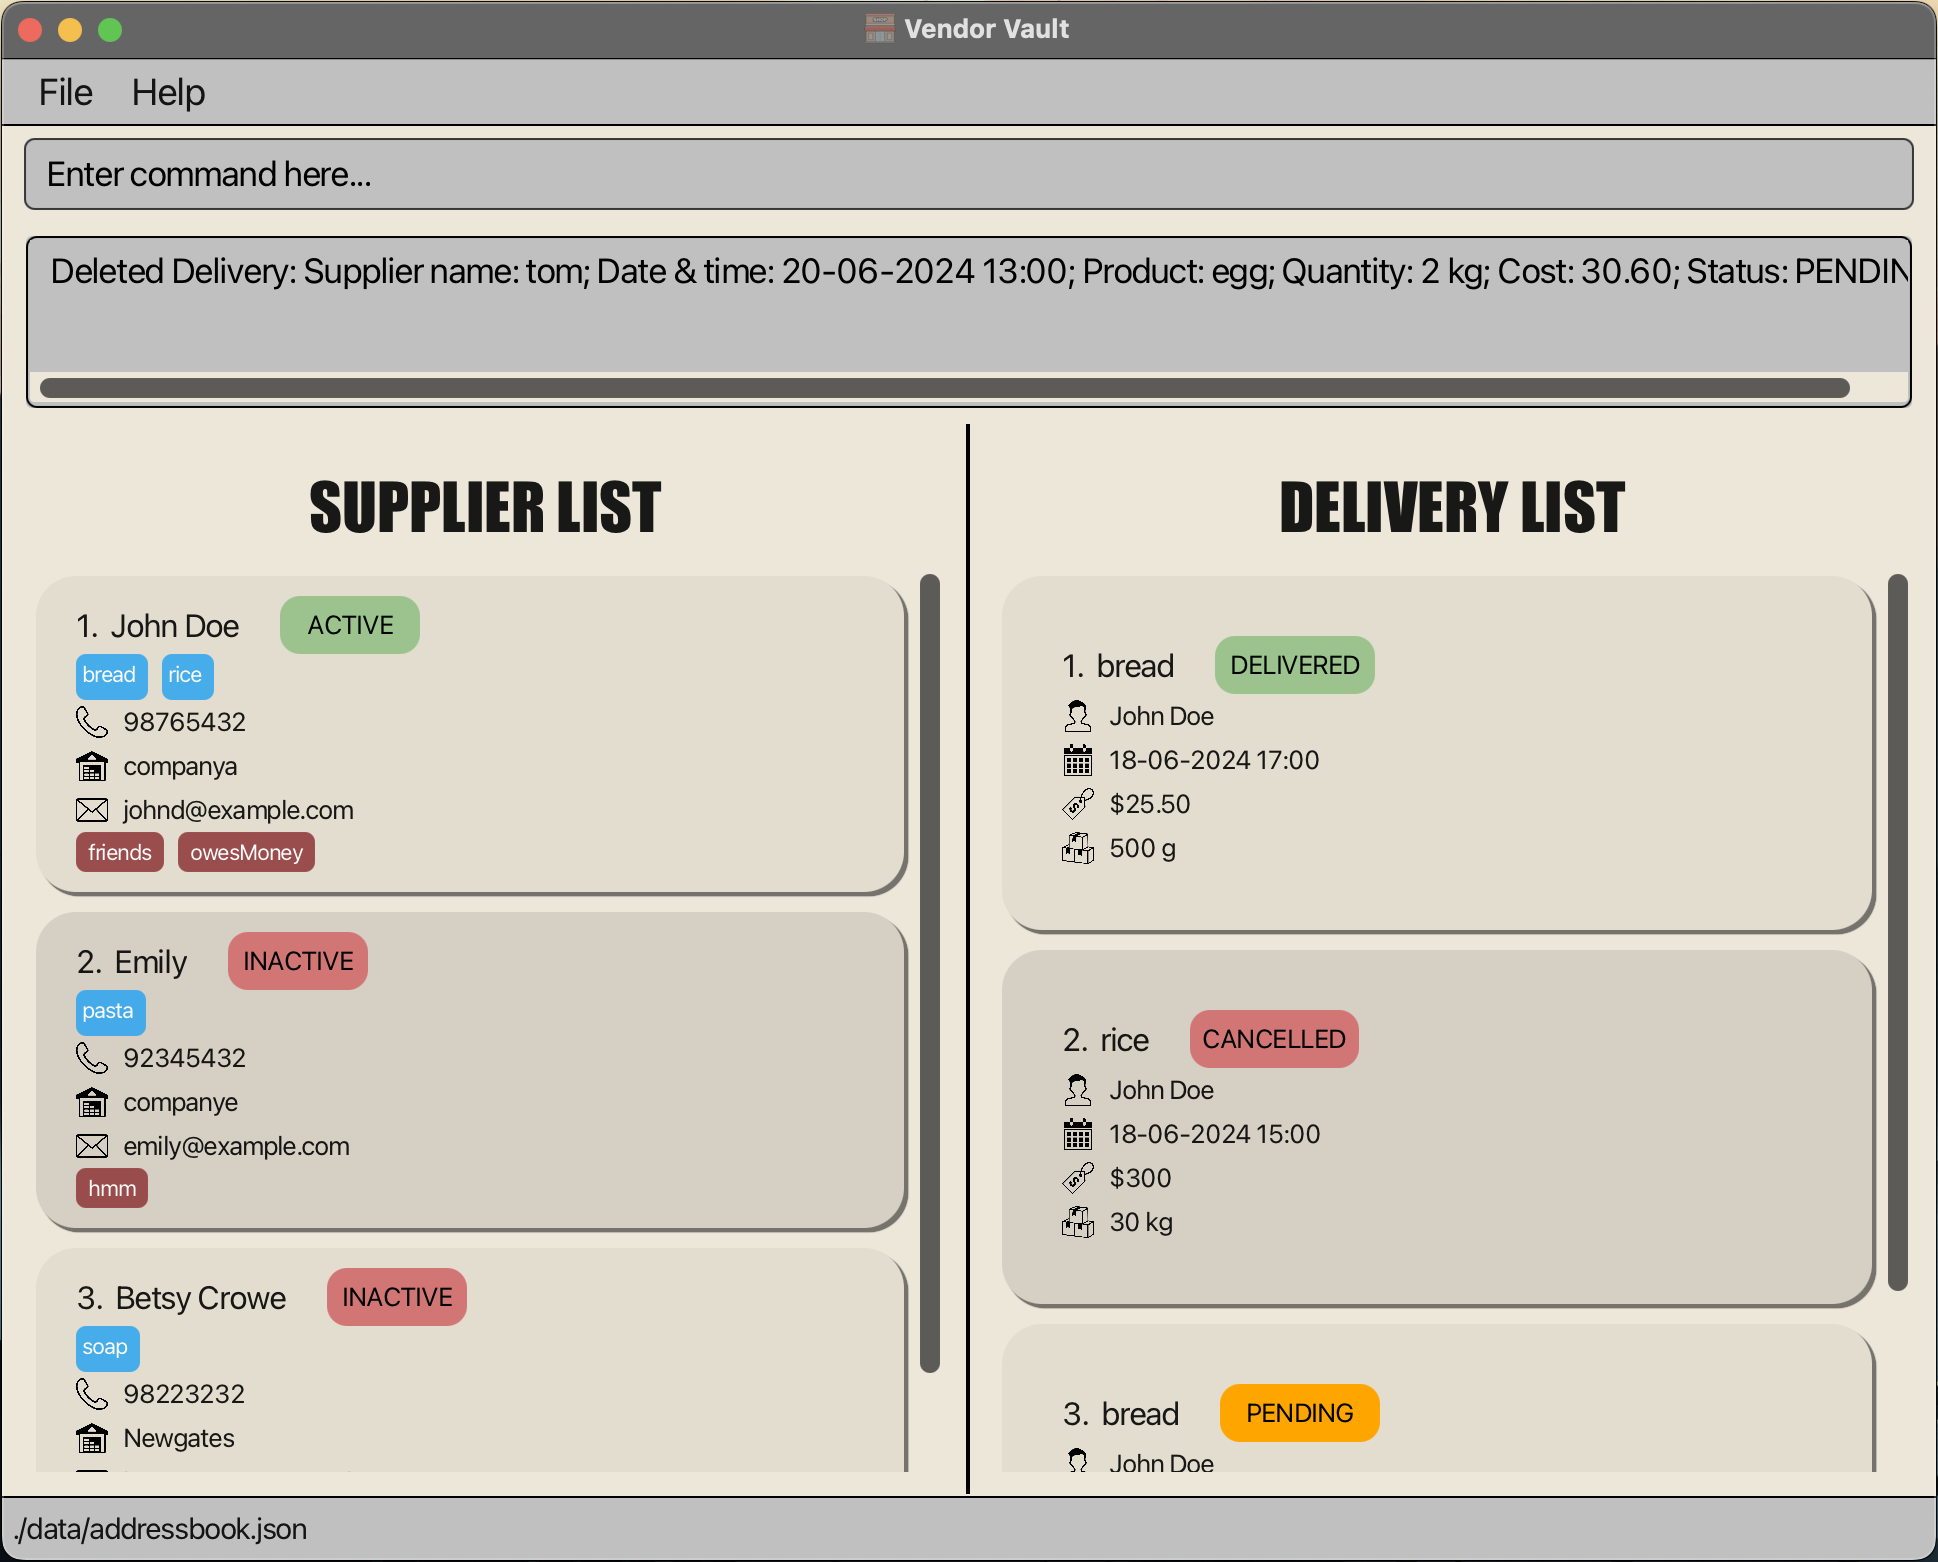 Vendor Vault
File Help
Enter command here...
Deleted Delivery: Supplier name: tom; Date & time: 20-06-2024 13:00; Product: egg; Quantity: 2 kg; Cost: 30.60; Status: PENDIN
SUPPLIER LIST
1. John Doe ACTIVE
bread rice
98765432
companya
johnd@example.com
friends owesMoney
2. Emily INACTIVE
pasta
92345432
companye
emily@example.com
hmm
3. Betsy Crowe INACTIVE
soap
98223232
Newgates
DELIVERY LIST
1. bread DELIVERED
John Doe
18-06-2024 17:00
$25.50
500 g
2. rice CANCELLED
John Doe
18-06-2024 15:00
$300
30 kg
3. bread PENDING
John Doe
./data/addressbook.json